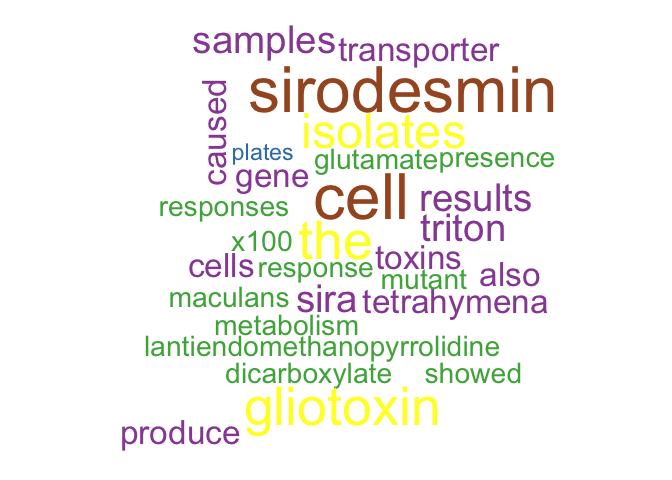 samples transporter
sirodesmin
caused
isolates
plates glutamate presence
gene
cell results
responses
triton
x100 the
cells response toxins
mutant also
maculans sira tetrahymena
metabolism
lantiendomethanopyrrolidine
dicarboxylate showed
gliotoxin
produce